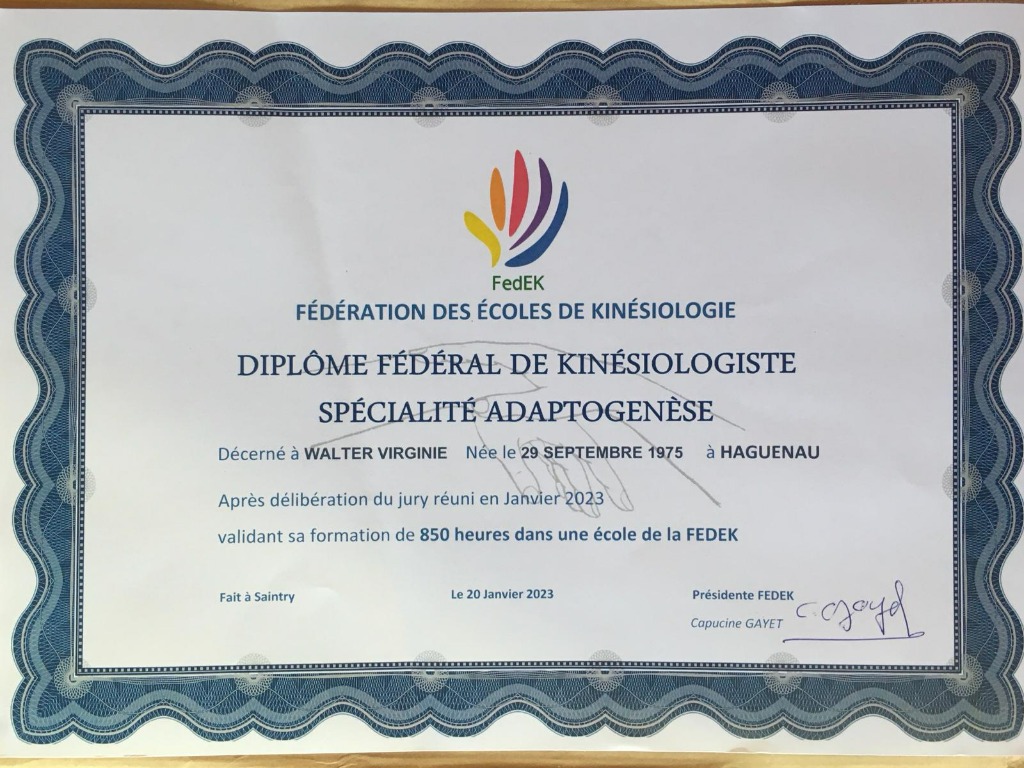 FedEK
FÉDÉRATION DES ÉCOLES DE KINÉSIOLOGIE
DIPLÔME FÉDÉRAL DE KINÉSIOLOGISTE
SPÉCIALITÉ ADAPTOGENÈSE
Décerné à WALTER VIRGINIE Née le 29 SEPTEMBRE 1975 à HAGUENAU
Après délibération du jury réuni en Janvier 2023
validant sa formation de 850 heures dans une école de la FEDEK
Fait à Saintry Le 20 Janvier 2023 Présidente FEDEK
Capucine GAYET C. Gayet